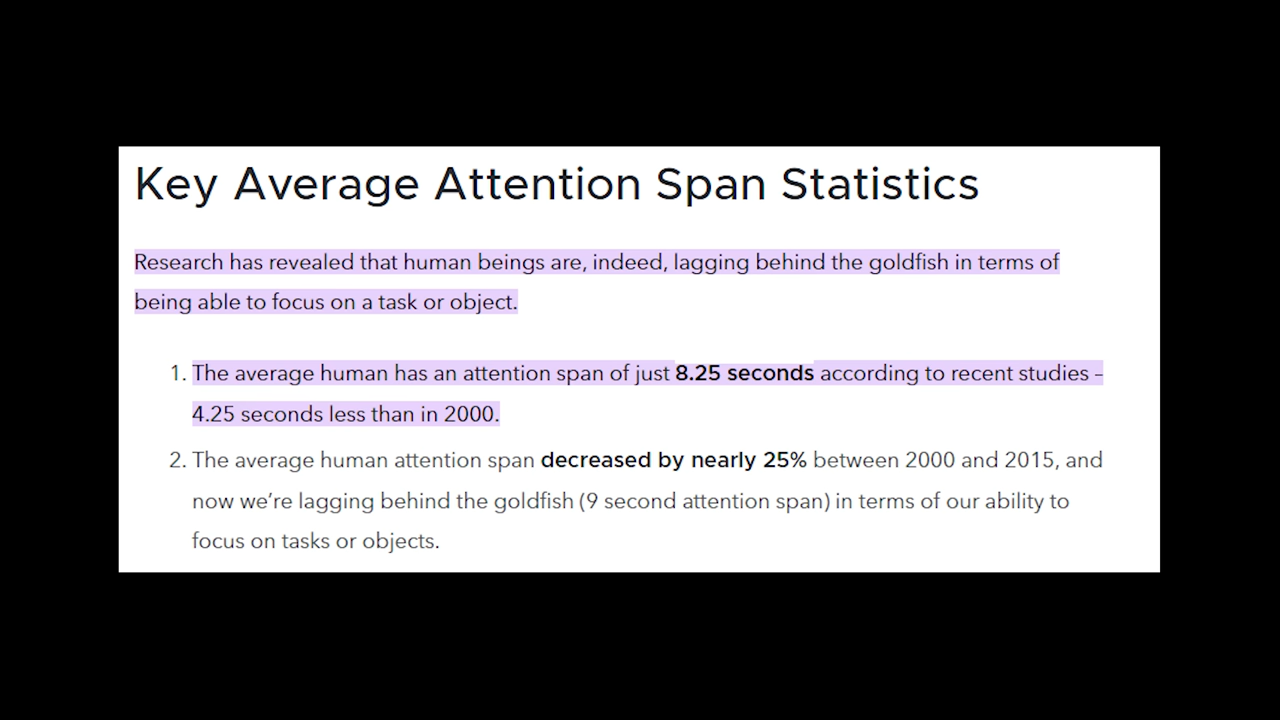 Key Average Attention Span Statistics
Research has revealed that human beings are, indeed, lagging behind the goldfish in terms of
being able to focus on a task or object.
1. The average human has an attention span of just 8.25 seconds according to recent studies –
4.25 seconds less than in 2000.
2. The average human attention span decreased by nearly 25% between 2000 and 2015, and
now we’re lagging behind the goldfish (9 second attention span) in terms of our ability to
focus on tasks or objects.